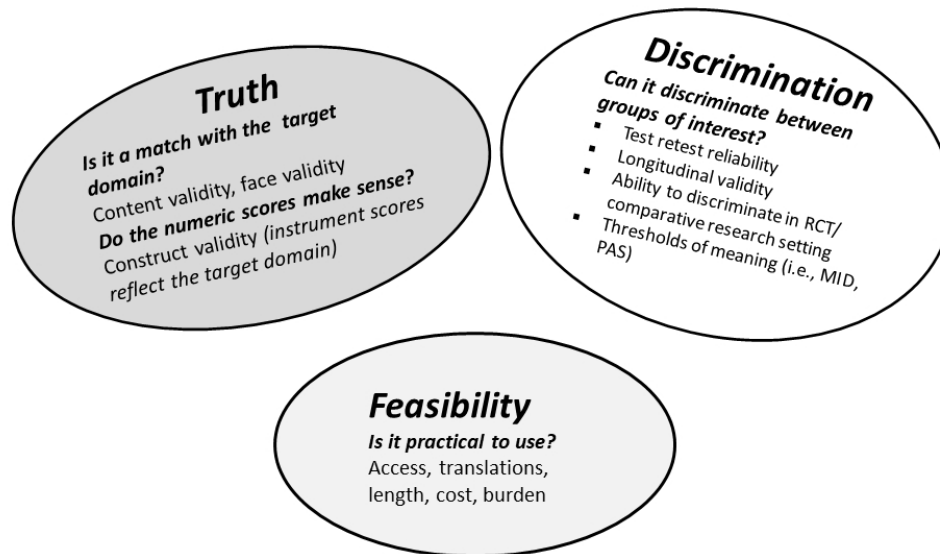 Truth
Is it a match with the target
domain?
Content validity, face validity
Do the numeric scores make sense?
Construct validity (instrument scores
reflect the target domain)
Discrimination
Can it discriminate between
groups of interest?
▪ Test retest reliability
▪ Longitudinal validity
▪ Ability to discriminate in RCT/
comparative research setting
▪ Thresholds of meaning (i.e., MID,
PAS)
Feasibility
Is it practical to use?
Access, translations,
length, cost, burden